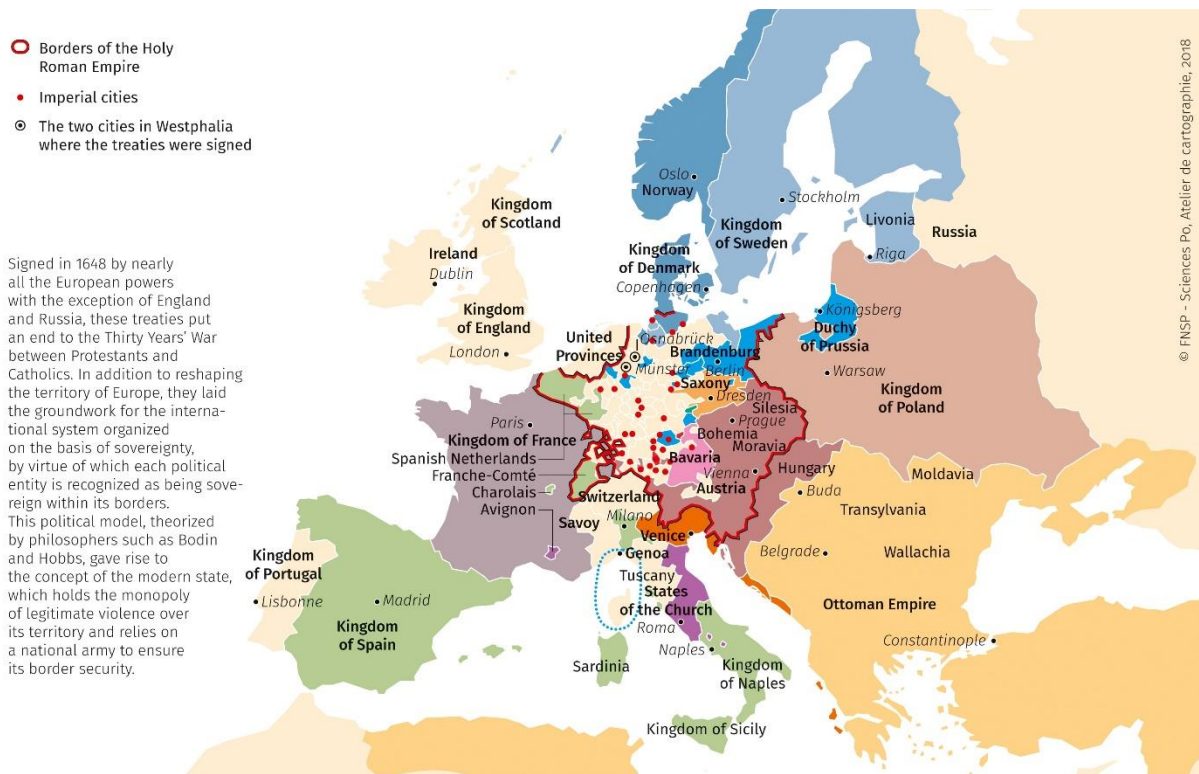 Borders of the Holy
Roman Empire
Imperial cities
The two cities in Westphalia
where the treaties were signed
Signed in 1648 by nearly
all the European powers
with the exception of England
and Russia, these treaties put
an end to the Thirty Years' War
between Protestants and
Catholics. In addition to reshaping
the territory of Europe, they laid
the groundwork for the interna-
tional system organized
on the basis of sovereignty,
by virtue of which each political
entity is recognized as being sove-
reign within its borders.
This political model, theorized
by philosophers such as Bodin
and Hobbs, gave rise to
the concept of the modern state,
which holds the monopoly
of legitimate violence over
its territory and relies on
a national army to ensure
its border security.
© FNSP - Sciences Po, Atelier de cartographie, 2018
Oslo
Norway
Stockholm
Kingdom
of Sweden
Livonia
Riga
Russia
Kingdom
of Scotland
Ireland
Dublin
Kingdom
of England
London
Kingdom
of Denmark
Copenhagen
Königsberg
Duchy
of Prussia
United
Provinces
Osnabrück
Münster
Brandenburg
Berlin
Saxony
Dresden
Warsaw
Kingdom
of Poland
Silesia
Prague
Bohemia
Moravia
Paris
Kingdom of France
Spanish Netherlands
Franche-Comté
Charolais
Avignon
Bavaria
Vienna
Austria
Hungary
Buda
Moldavia
Transylvania
Switzerland
Milano
Savoy
Venice
Genoa
Belgrade
Wallachia
Tuscany
States
of the Church
Roma
Ottoman Empire
Constantinople
Kingdom
of Portugal
Lisbonne
Madrid
Kingdom
of Spain
Sardinia
Naples
Kingdom
of Naples
Kingdom of Sicily